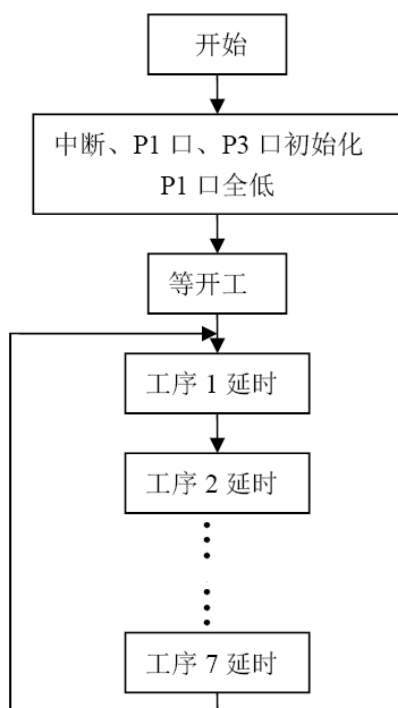 开始
中断、P1 口、P3 口初始化
P1 口全低
等开工
工序 1 延时
工序 2 延时
工序 7 延时